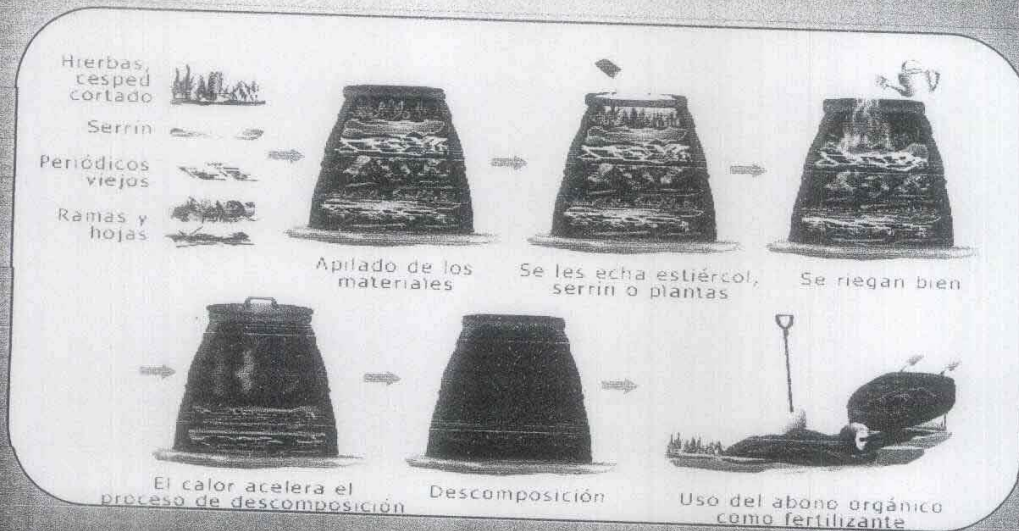 Hierbas,
cesped
cortado
Serrín
Periódicos
viejos
Ramas y
hojas
Apilado de los
materiales
Se les echa estiércol,
serrín o plantas
Se riegan bien
El calor acelera el
proceso de descomposición
Descomposición
Uso del abono orgánico
como fertilizante